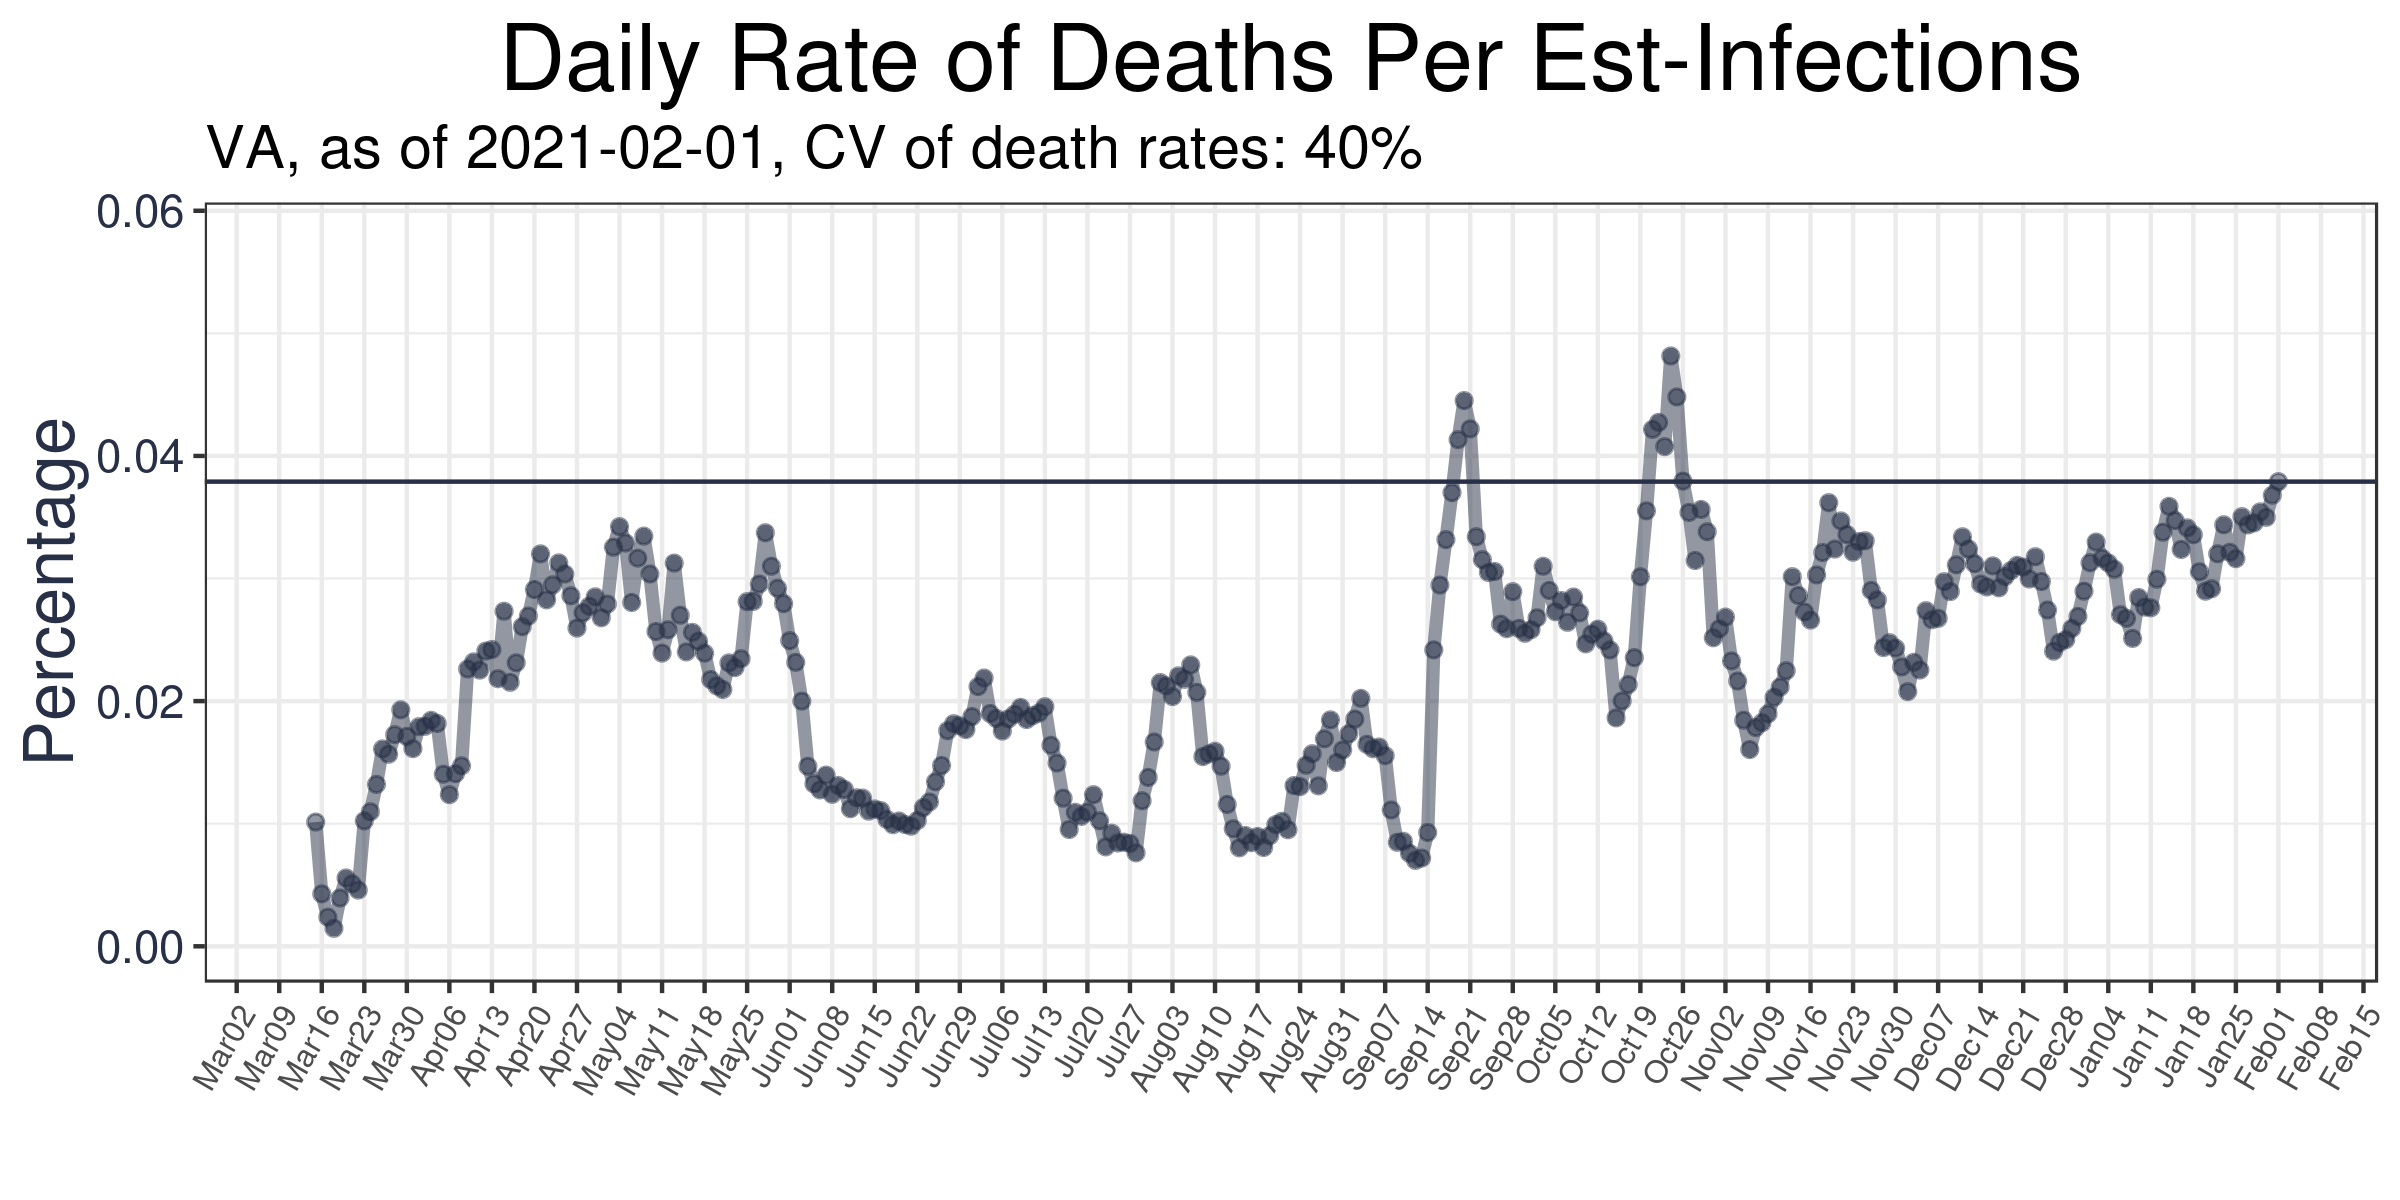 Daily Rate of Deaths Per Est-Infections
VA, as of 2021-02-01, CV of death rates: 40%
Percentage
0.06
0.04
0.02
0.00
Mar02
Mar09
Mar16
Mar23
Mar30
Apr06
Apr13
Apr20
Apr27
May04
May11
May18
May25
Jun01
Jun08
Jun15
Jun22
Jun29
Jul06
Jul13
Jul20
Jul27
Aug03
Aug10
Aug17
Aug24
Aug31
Sep07
Sep14
Sep21
Sep28
Oct05
Oct12
Oct19
Oct26
Nov02
Nov09
Nov16
Nov23
Nov30
Dec07
Dec14
Dec21
Dec28
Jan04
Jan11
Jan18
Jan25
Feb01
Feb08
Feb15